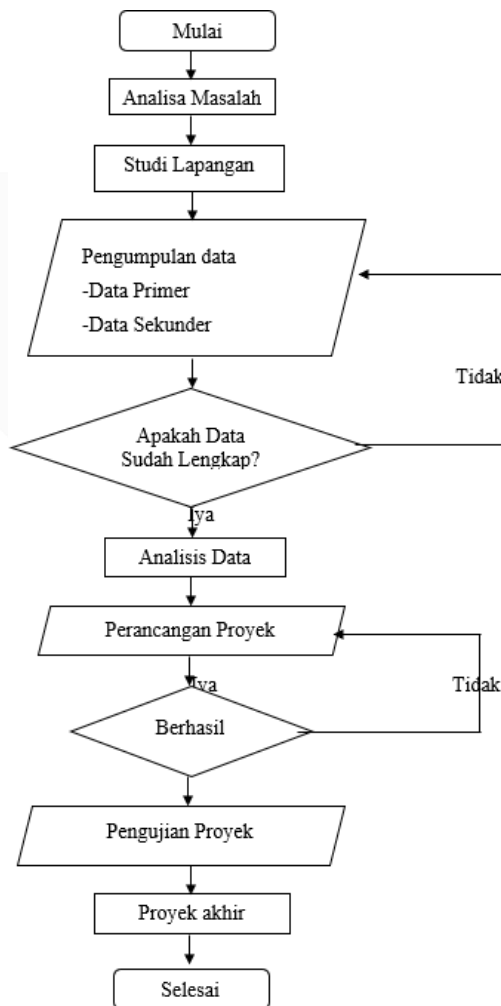 Mulai
Analisa Masalah
Studi Lapangan
Pengumpulan data
-Data Primer
-Data Sekunder
Tidak
Apakah Data
Sudah Lengkap?
Iya
Analisis Data
Perancangan Proyek
Iya
Tidak
Berhasil
Pengujian Proyek
Proyek akhir
Selesai